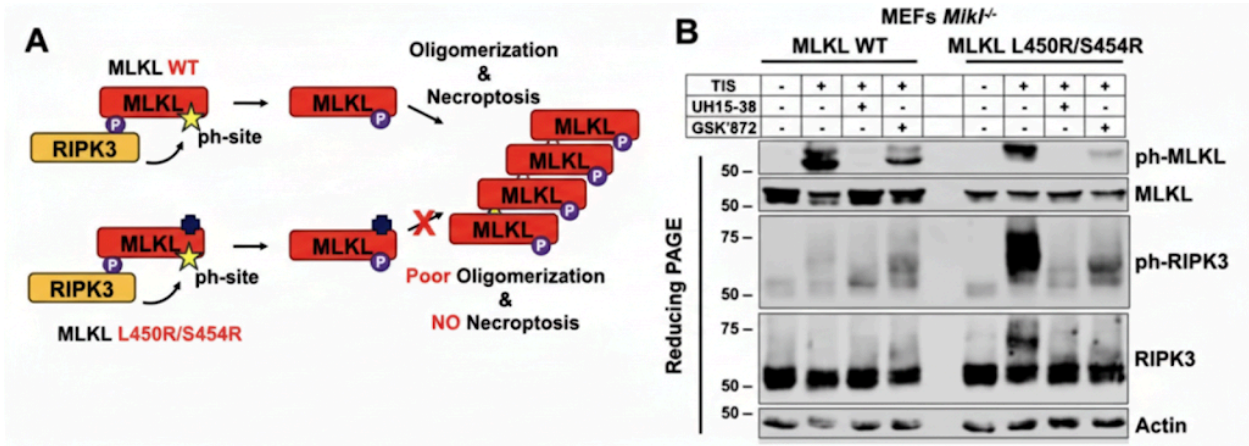 A
MLKL WT
MLKL
P
RIPK3
ph-site
MLKL
P
Oligomerization
&
Necroptosis
MLKL
P
MLKL
P
MLKL
P
MLKL
P
MLKL
ph-site
P
RIPK3
MLKL L450R/S454R
MLKL
P
X
Poor Oligomerization
&
NO Necroptosis
B
MEFs Mikl-/-
MLKL WT MLKL L450R/S454R
TIS - + + + - + + +
UH15-38 - - + - - - + -
GSK'872 - - - + - - - +
Reducing PAGE
50 – ph-MLKL
50 – MLKL
75 –
50 – ph-RIPK3
75 –
50 – RIPK3
50 – Actin